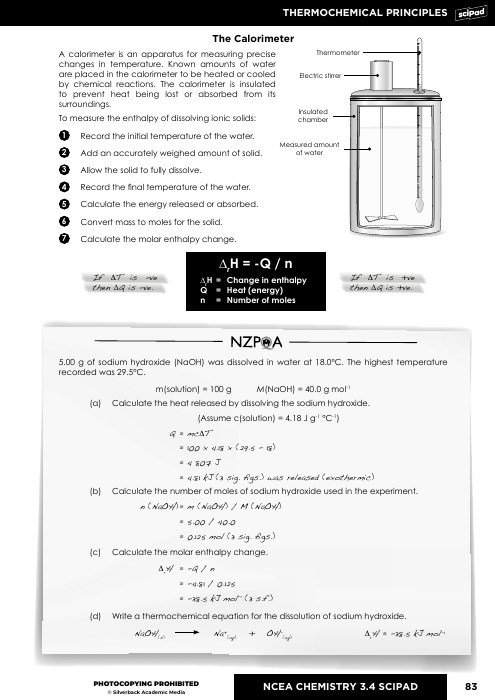 THERMOCHEMICAL PRINCIPLES scipad
The Calorimeter
A calorimeter is an apparatus for measuring precise
changes in temperature. Known amounts of water
are placed in the calorimeter to be heated or cooled
by chemical reactions. The calorimeter is insulated
to prevent heat being lost or absorbed from its
surroundings.
To measure the enthalpy of dissolving ionic solids:
1 Record the initial temperature of the water.
2 Add an accurately weighed amount of solid.
3 Allow the solid to fully dissolve.
4 Record the final temperature of the water.
5 Calculate the energy released or absorbed.
6 Convert mass to moles for the solid.
7 Calculate the molar enthalpy change.
Thermometer
Electric stirrer
Insulated
chamber
Measured amount
of water
If ΔT is -ve
then ΔQ is -ve.
ΔᵣH = -Q / n
ΔᵣH = Change in enthalpy
Q = Heat (energy)
n = Number of moles
If ΔT is +ve
then ΔQ is +ve.
NZPQA
5.00 g of sodium hydroxide (NaOH) was dissolved in water at 18.0°C. The highest temperature
recorded was 29.5°C.
m(solution) = 100 g M(NaOH) = 40.0 g mol⁻¹
(a) Calculate the heat released by dissolving the sodium hydroxide.
(Assume c(solution) = 4.18 J g⁻¹ °C⁻¹)
Q = mcΔT
= 100 x 4.18 x (29.5 - 18)
= 4 807 J
= 4.81 kJ (3 sig. figs.) was released (exothermic)
(b) Calculate the number of moles of sodium hydroxide used in the experiment.
n(NaOH) = m(NaOH) / M(NaOH)
= 5.00 / 40.0
= 0.125 mol (3 sig. figs.)
(c) Calculate the molar enthalpy change.
ΔᵣH = -Q / n
= -4.81 / 0.125
= -38.5 kJ mol⁻¹ (3 s.f.)
(d) Write a thermochemical equation for the dissolution of sodium hydroxide.
NaOH(s) → Na⁺(aq) + OH⁻(aq) ΔᵣH = -38.5 kJ mol⁻¹
PHOTOCOPYING PROHIBITED
© Silverback Academic Media
NCEA CHEMISTRY 3.4 SCIPAD 83